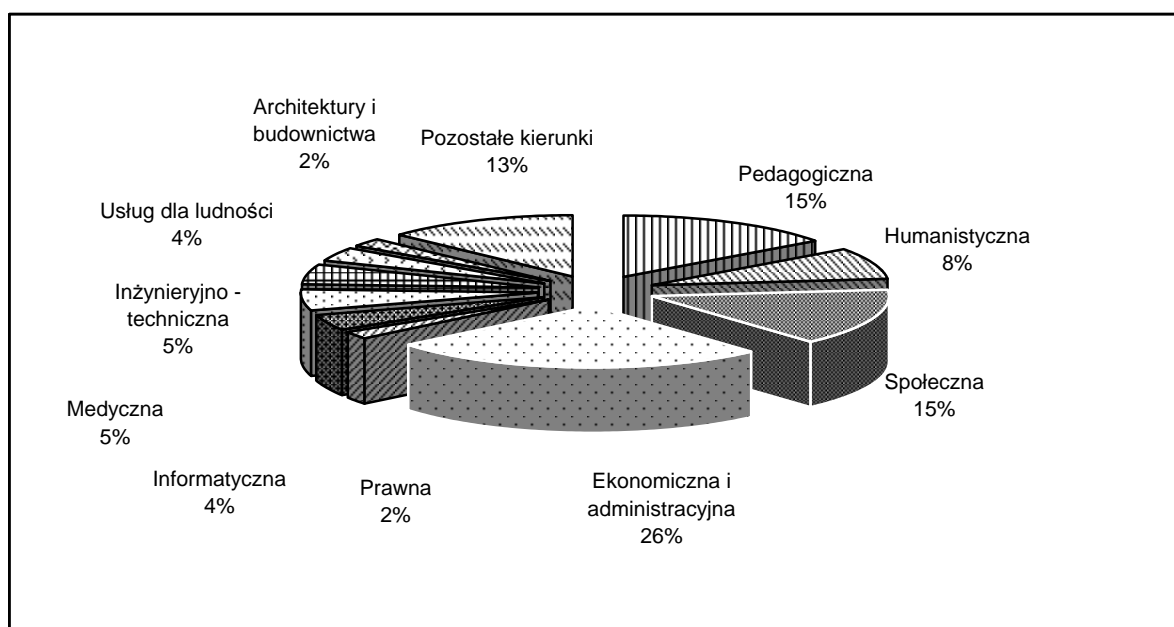 Architektury i
budownictwa
2%
Pozostałe kierunki
13%
Pedagogiczna
15%
Usług dla ludności
4%
Humanistyczna
8%
Inżynieryjno -
techniczna
5%
Społeczna
15%
Medyczna
5%
Informatyczna
4%
Prawna
2%
Ekonomiczna i
administracyjna
26%